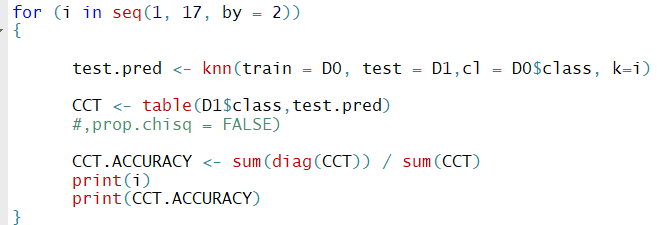 for (i in seq(1, 17, by = 2))
{
test.pred <- knn(train = D0, test = D1,cl = D0$class, k=i)
CCT <- table(D1$class,test.pred)
#,prop.chisq = FALSE)
CCT.ACCURACY <- sum(diag(CCT)) / sum(CCT)
print(i)
print(CCT.ACCURACY)
}